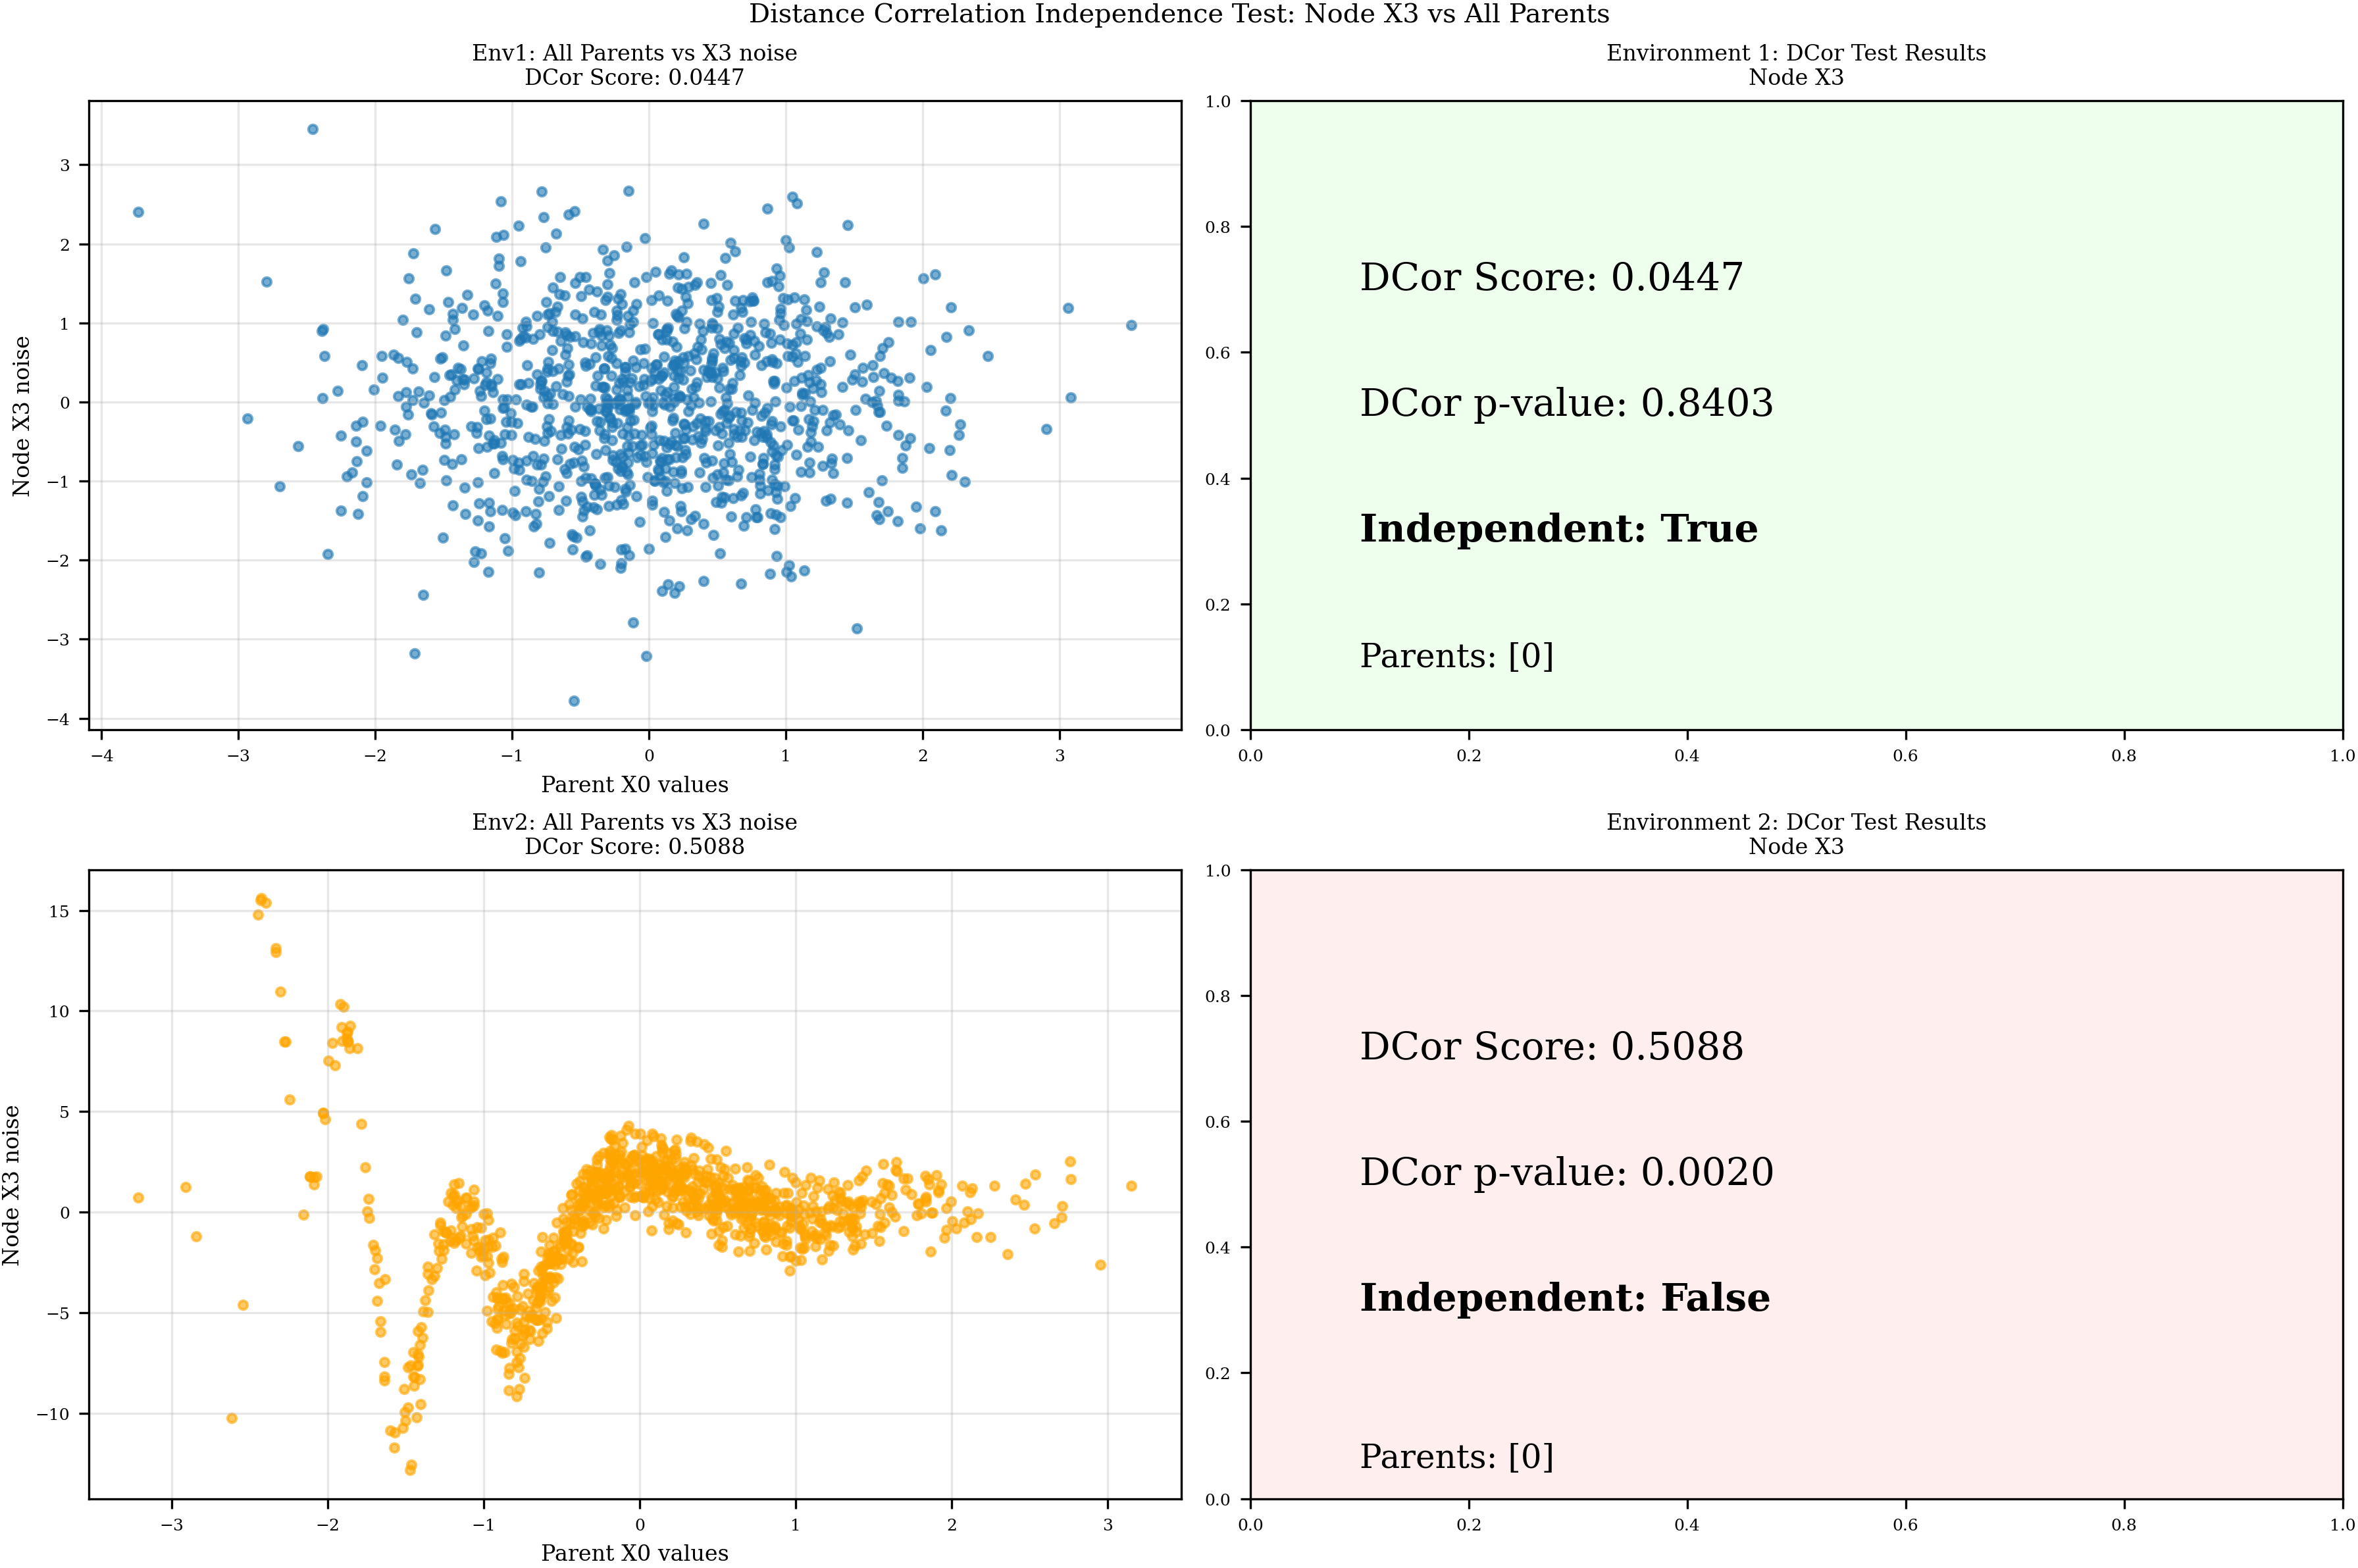 Distance Correlation Independence Test: Node X3 vs All Parents
Env1: All Parents vs X3 noise
DCor Score: 0.0447
Node X3 noise
3
2
1
0
−1
−2
−3
−4
−4
−3
−2
−1
0
1
2
3
Parent X0 values
Environment 1: DCor Test Results
Node X3
1.0
0.8
0.6
0.4
0.2
0.0
DCor Score: 0.0447
DCor p-value: 0.8403
Independent: True
Parents: [0]
0.0
0.2
0.4
0.6
0.8
1.0
Env2: All Parents vs X3 noise
DCor Score: 0.5088
Node X3 noise
15
10
5
0
−5
−10
−3
−2
−1
0
1
2
3
Parent X0 values
Environment 2: DCor Test Results
Node X3
1.0
0.8
0.6
0.4
0.2
0.0
DCor Score: 0.5088
DCor p-value: 0.0020
Independent: False
Parents: [0]
0.0
0.2
0.4
0.6
0.8
1.0